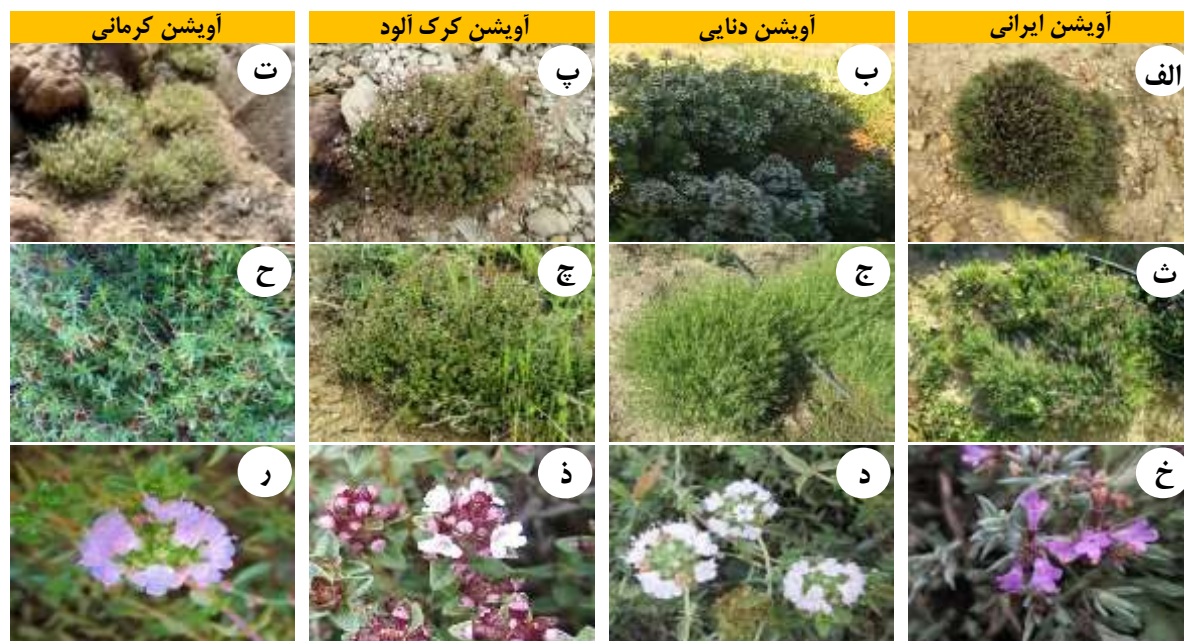 آویشن ایرانی
آویشن دنایی
آویشن کرک آلود
آویشن کرمانی
الف
ب
پ
ت
ث
ج
چ
ح
خ
د
ذ
ر